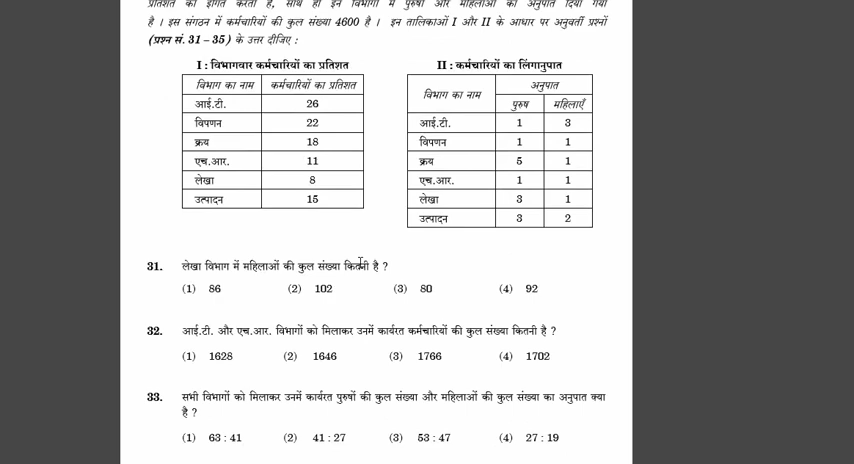 प्रतिशत को इंगित करती है, साथ ही इन विभागों में पुरुषों और महिलाओं का अनुपात दिया गया
है । इस संगठन में कर्मचारियों की कुल संख्या 4600 है । इन तालिकाओं I और II के आधार पर अनुवर्ती प्रश्नों
(प्रश्न सं. 31 – 35) के उत्तर दीजिए :
I : विभागवार कर्मचारियों का प्रतिशत
विभाग का नाम कर्मचारियों का प्रतिशत
आई.टी. 26
विपणन 22
क्रय 18
एच.आर. 11
लेखा 8
उत्पादन 15
II : कर्मचारियों का लिंगानुपात
विभाग का नाम अनुपात
पुरुष महिलाएँ
आई.टी. 1 3
विपणन 1 1
क्रय 5 1
एच.आर. 1 1
लेखा 3 1
उत्पादन 3 2
31. लेखा विभाग में महिलाओं की कुल संख्या कितनी है ?
(1) 86 (2) 102 (3) 80 (4) 92
32. आई.टी. और एच.आर. विभागों को मिलाकर उनमें कार्यरत कर्मचारियों की कुल संख्या कितनी है ?
(1) 1628 (2) 1646 (3) 1766 (4) 1702
33. सभी विभागों को मिलाकर उनमें कार्यरत पुरुषों की कुल संख्या और महिलाओं की कुल संख्या का अनुपात क्या
है ?
(1) 63 : 41 (2) 41 : 27 (3) 53 : 47 (4) 27 : 19